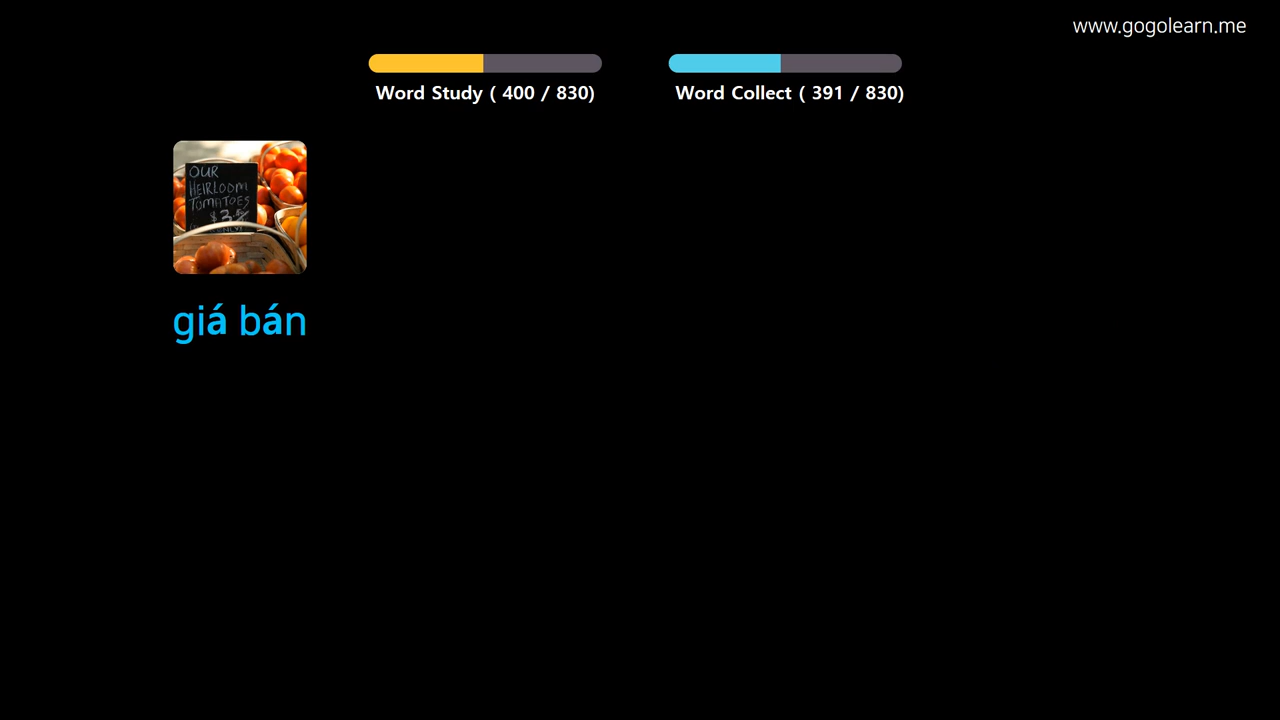 www.gogolearn.me
Word Study ( 400 / 830)
Word Collect ( 391 / 830)
OUR
HEIRLOOM
TOMATOES
giá bán